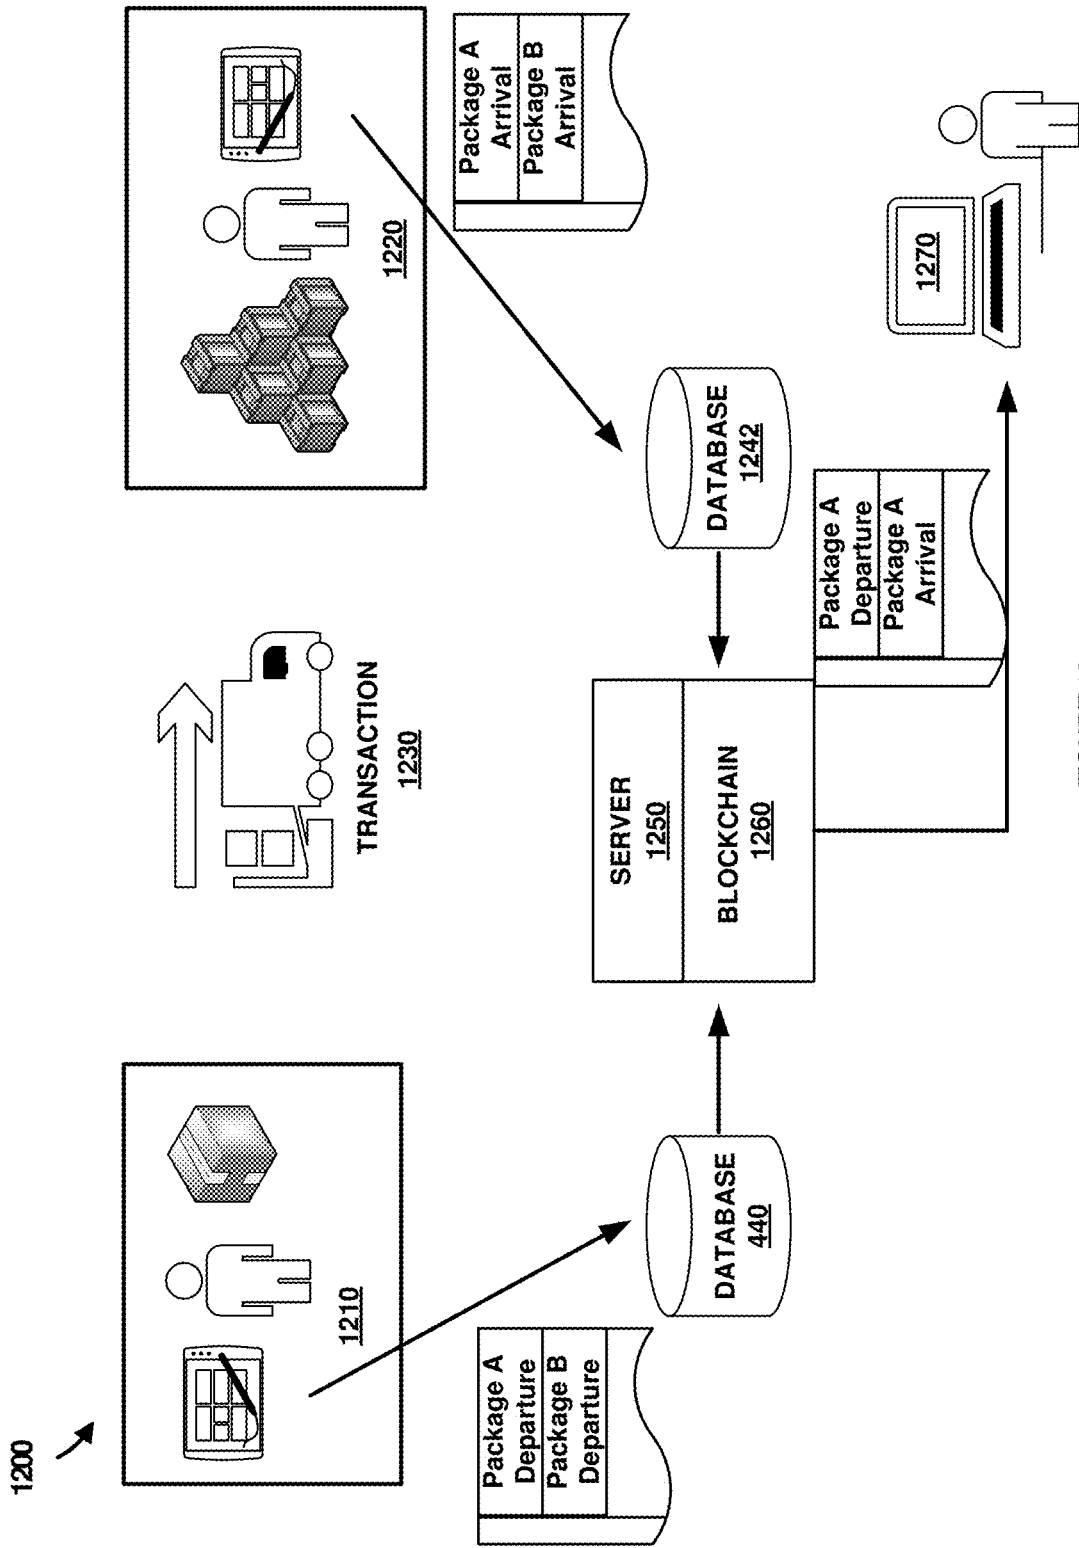 1200
1210
TRANSACTION
1230
1220
Package A
Departure
Package B
Departure
Package A
Arrival
Package B
Arrival
DATABASE
440
SERVER
1250
BLOCKCHAIN
1260
DATABASE
1242
Package A
Departure
Package A
Arrival
1270